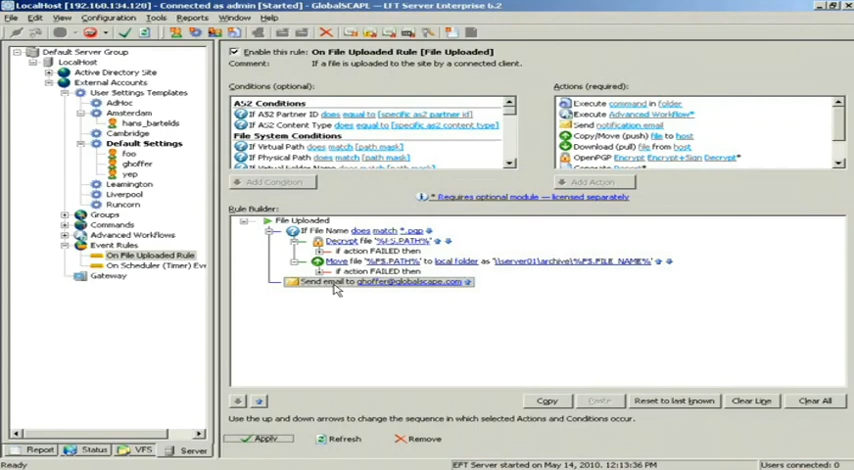 LocalHost [192.168.134.128] - Connected as admin [Started] - GlobalSCAPE - EFT Server Enterprise 6.2
File Edit View Configuration Tools Reports Window Help
Default Server Group
LocalHost
Active Directory Site
External Accounts
User Settings Templates
AdHoc
Amsterdam
hans_bartelds
Cambridge
Default Settings
foo
ghoffer
yep
Leamington
Liverpool
Runcorn
Groups
Commands
Advanced Workflows
Event Rules
On File Uploaded Rule
On Scheduler (Timer) Eve
Gateway
Report Status VFS Server
Enable this rule: On File Uploaded Rule [File Uploaded]
Comment: If a file is uploaded to the site by a connected client.
Conditions (optional):
AS2 Conditions
If AS2 Partner ID does equal to [specific as2 partner id]
If AS2 Content Type does equal to [specific as2 content type]
File System Conditions
If Virtual Path does match [path mask]
If Physical Path does match [path mask]
If Virtual Folder Name does match [path mask]
Add Condition
Actions (required):
Execute command in folder
Execute Advanced Workflow*
Send notification email
Copy/Move (push) file to host
Download (pull) file from host
OpenPGP Encrypt Encrypt+Sign Decrypt*
Add Action
* Requires optional module – licensed separately
Rule Builder:
File Uploaded
If File Name does match *.pgp
Decrypt file '%FS.PATH%'
if action FAILED then
Move file '%FS.PATH%' to local folder as '\\server01\archive\%FS.FILE_NAME%'
if action FAILED then
Send email to ghoffer@globalscape.com
Copy Paste Reset to last known Clear Line Clear All
Use the up and down arrows to change the sequence in which selected Actions and Conditions occur.
Apply Refresh Remove
Ready
EFT Server started on May 14, 2010. 12:13:36 PM
Users connected: 0